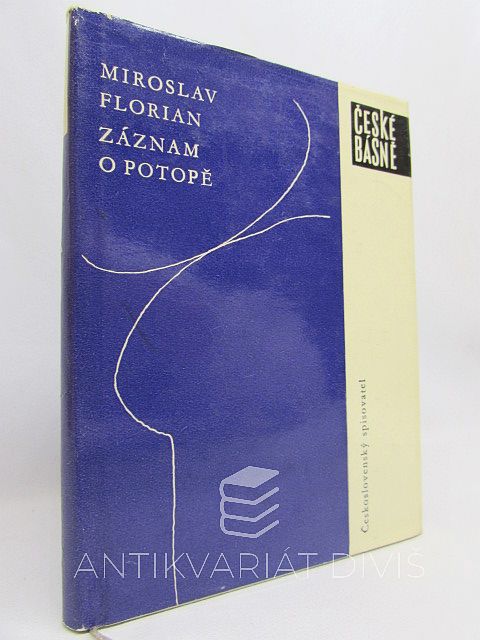 MIROSLAV
FLORIAN
ZÁZNAM
O POTOPĚ
ČESKÉ
BÁSNĚ
Československý spisovatel
ANTIKVARIÁT DIVIŠ